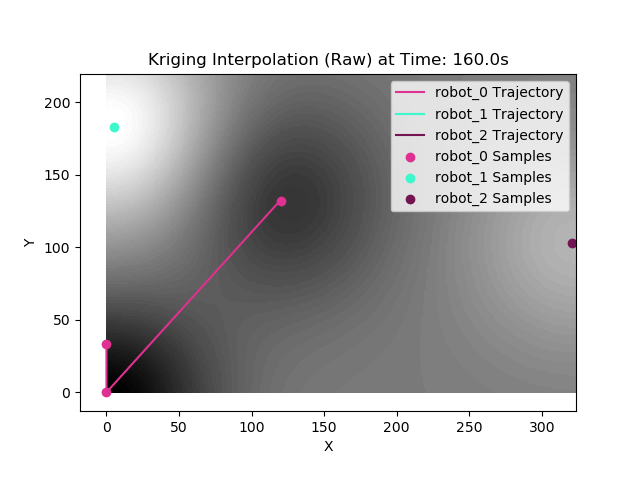 Kriging Interpolation (Raw) at Time: 160.0s
robot_0 Trajectory
robot_1 Trajectory
robot_2 Trajectory
robot_0 Samples
robot_1 Samples
robot_2 Samples
200
150
100
50
0
Y
0 50 100 150 200 250 300
X